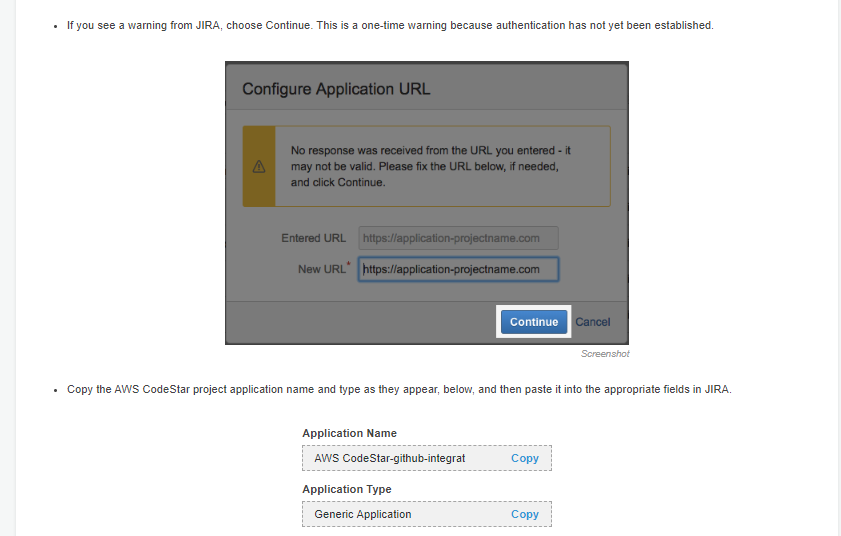 If you see a warning from JIRA, choose Continue. This is a one-time warning because authentication has not yet been established.
Configure Application URL
No response was received from the URL you entered - it
may not be valid. Please fix the URL below, if needed,
and click Continue.
Entered URL https://application-projectname.com
New URL* https://application-projectname.com
Continue Cancel
Screenshot
Copy the AWS CodeStar project application name and type as they appear, below, and then paste it into the appropriate fields in JIRA.
Application Name
AWS CodeStar-github-integrat Copy
Application Type
Generic Application Copy